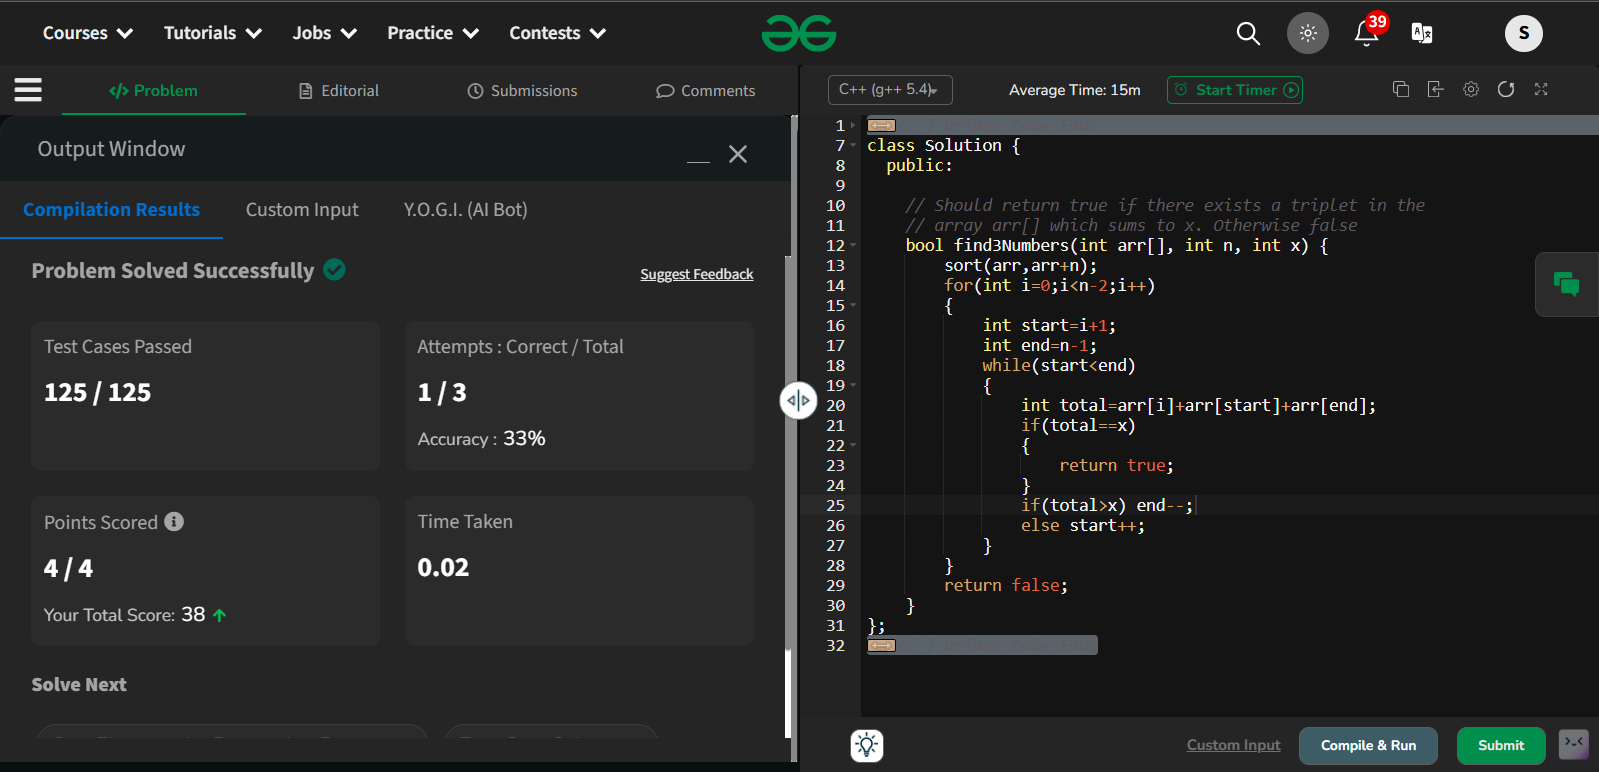 Courses Tutorials Jobs Practice Contests 39 S
</> Problem Editorial Submissions Comments
C++ (g++ 5.4) Average Time: 15m Start Timer
Output Window
Compilation Results Custom Input Y.O.G.I. (AI Bot)
Problem Solved Successfully
Suggest Feedback
Test Cases Passed
125 / 125
Attempts : Correct / Total
1 / 3
Accuracy : 33%
Points Scored
4 / 4
Your Total Score: 38
Time Taken
0.02
Solve Next
1 // } Driver Code Ends
7 class Solution {
8 public:
9
10 // Should return true if there exists a triplet in the
11 // array arr[] which sums to x. Otherwise false
12 bool find3Numbers(int arr[], int n, int x) {
13 sort(arr,arr+n);
14 for(int i=0;i<n-2;i++)
15 {
16 int start=i+1;
17 int end=n-1;
18 while(start<end)
19 {
20 int total=arr[i]+arr[start]+arr[end];
21 if(total==x)
22 {
23 return true;
24 }
25 if(total>x) end--;
26 else start++;
27 }
28 }
29 return false;
30 }
31 };
32 // } Driver Code Ends
Custom Input Compile & Run Submit